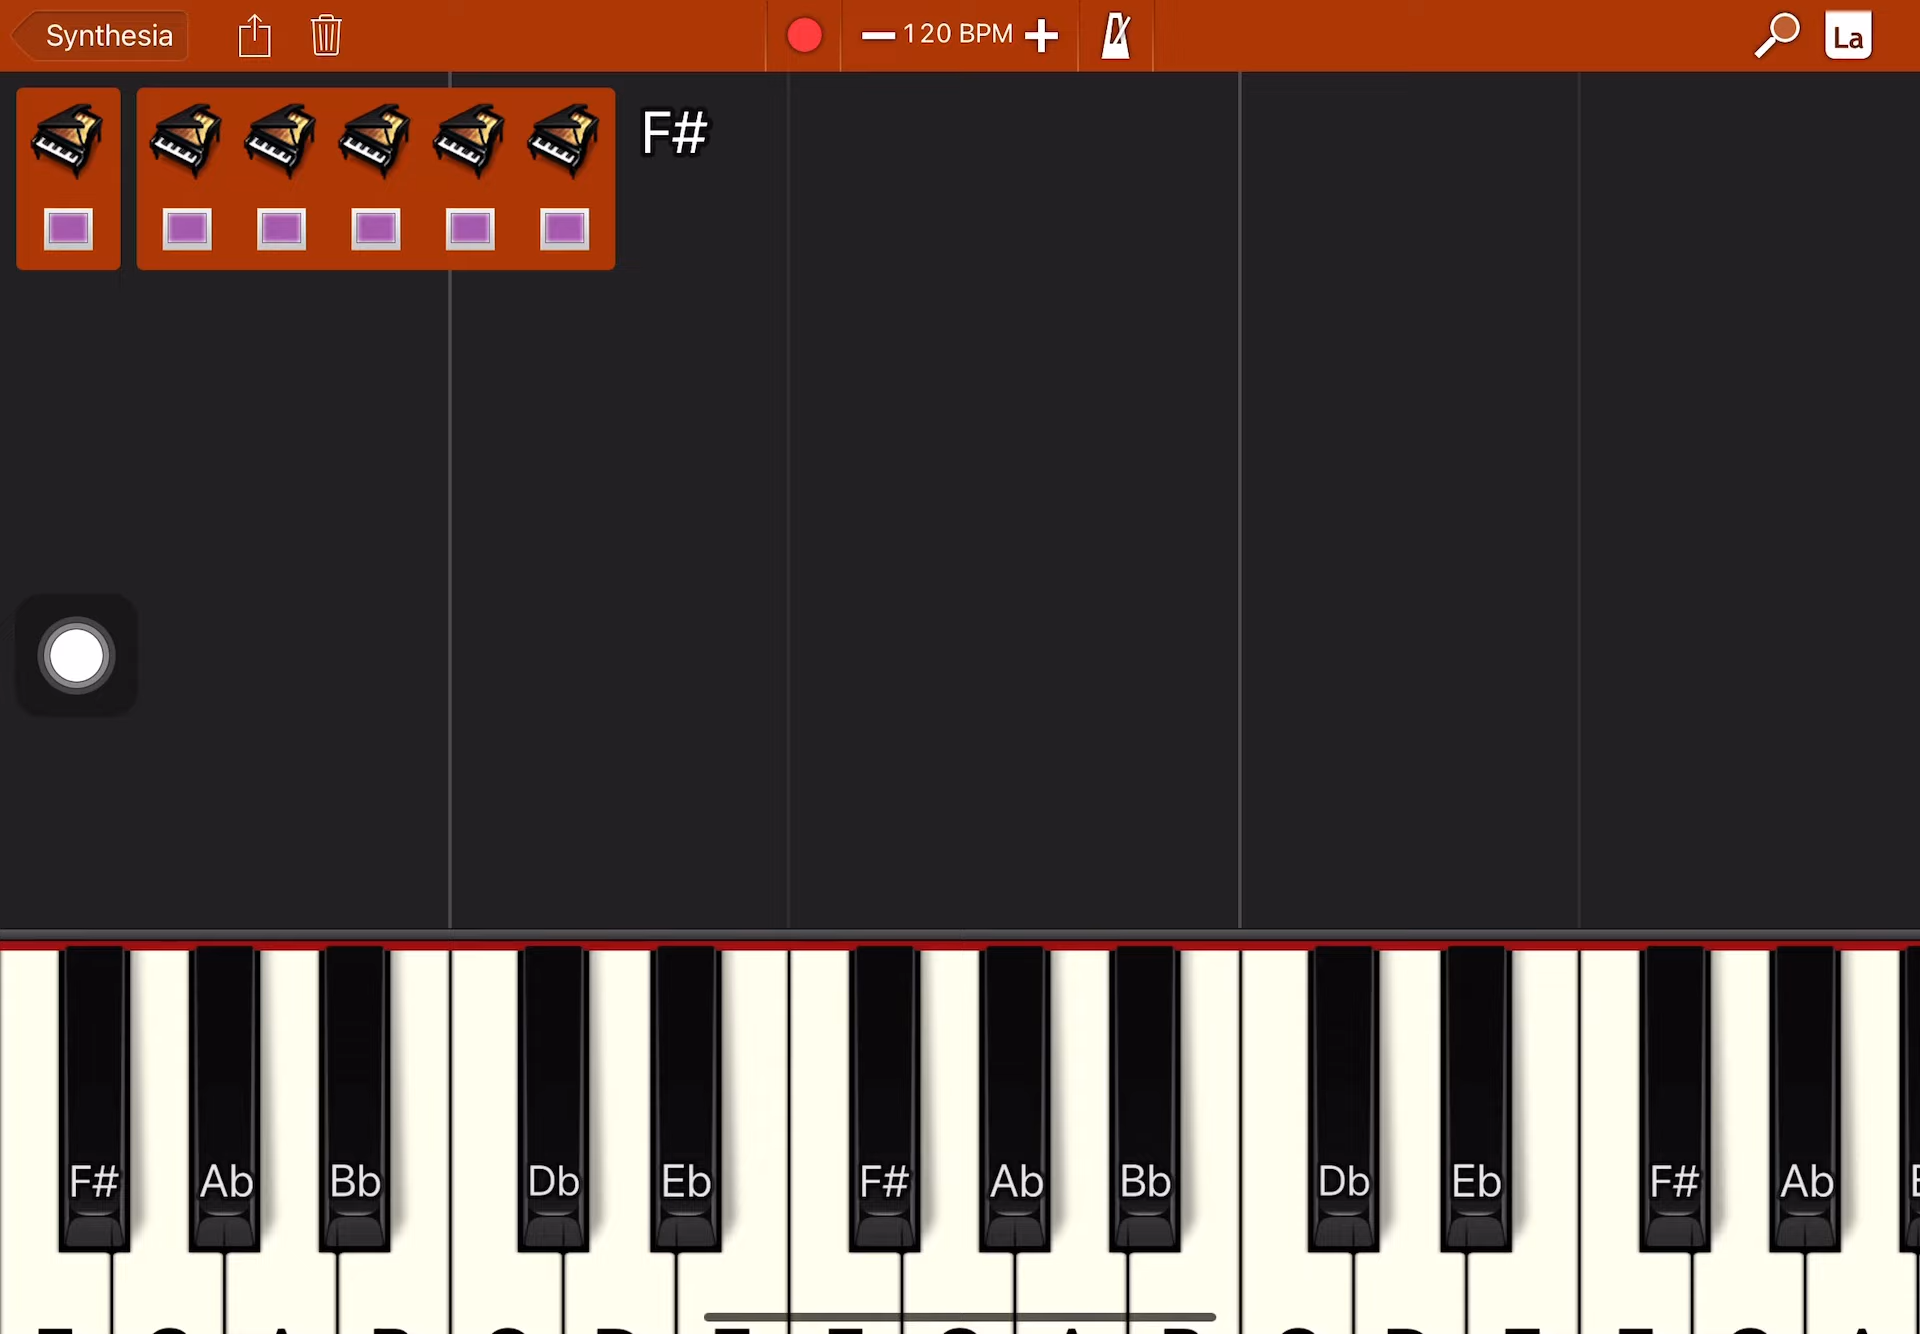 Synthesia
120 BPM
La
F#
F# Ab Bb Db Eb F# Ab Bb Db Eb F# Ab